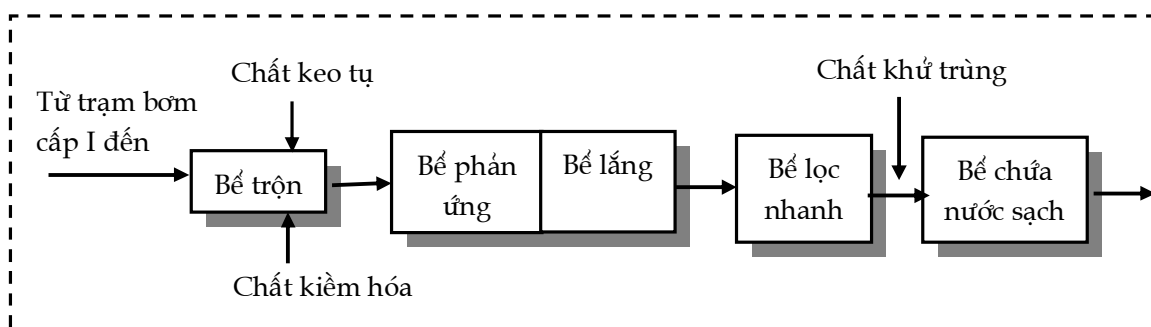 Chất keo tụ
Chất khử trùng
Từ trạm bơm
cấp I đến
Bể trộn
Bể phản
ứng
Bể lắng
Bể lọc
nhanh
Bể chứa
nước sạch
Chất kiềm hóa